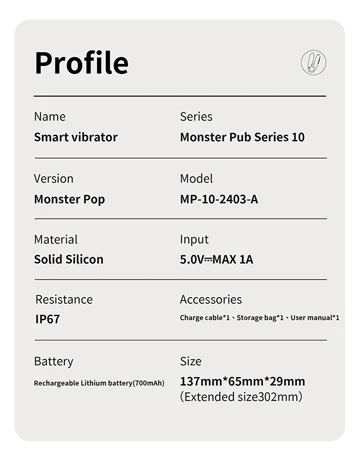 Profile
Name
Smart vibrator
Series
Monster Pub Series 10
Version
Monster Pop
Model
MP-10-2403-A
Material
Solid Silicon
Input
5.0V⎓MAX 1A
Resistance
IP67
Accessories
Charge cable*1、Storage bag*1、User manual*1
Battery
Rechargeable Lithium battery(700mAh)
Size
137mm*65mm*29mm
（Extended size302mm）